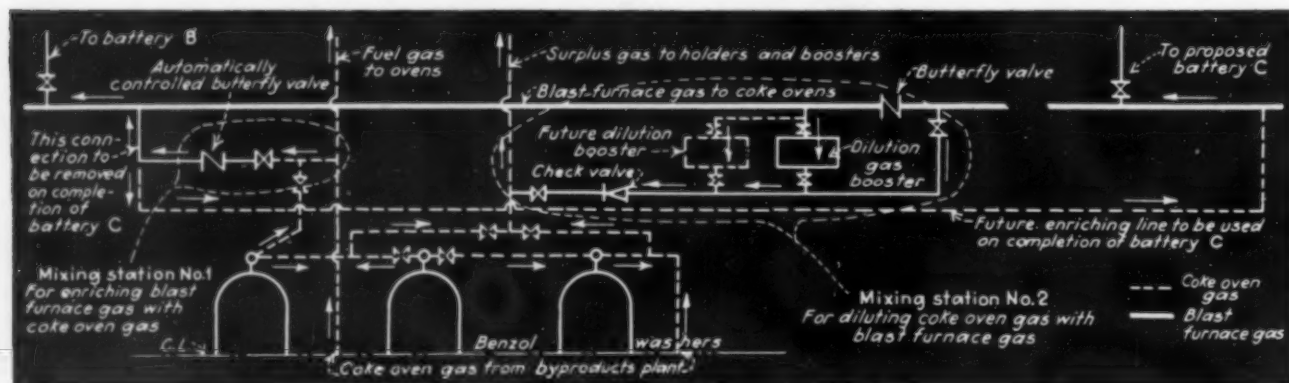 To battery B
Automatically
controlled butterfly valve
Fuel gas
to ovens
Surplus gas to holders and boosters
Butterfly valve
To proposed
battery C
Blast-furnace gas to coke ovens
This conn-
ection to
be removed
on comple-
tion of
battery C
Future dilution
booster
Dilution
gas
booster
Check valve
Future enriching line to be used
on completion of battery C
Mixing station No.1
For enriching blast
furnace gas with
coke oven gas
Mixing station No.2
For diluting coke oven gas with
blast furnace gas
Coke oven
gas
Blast
furnace gas
C.L.
Benzol washers
Coke oven gas from byproducts plant